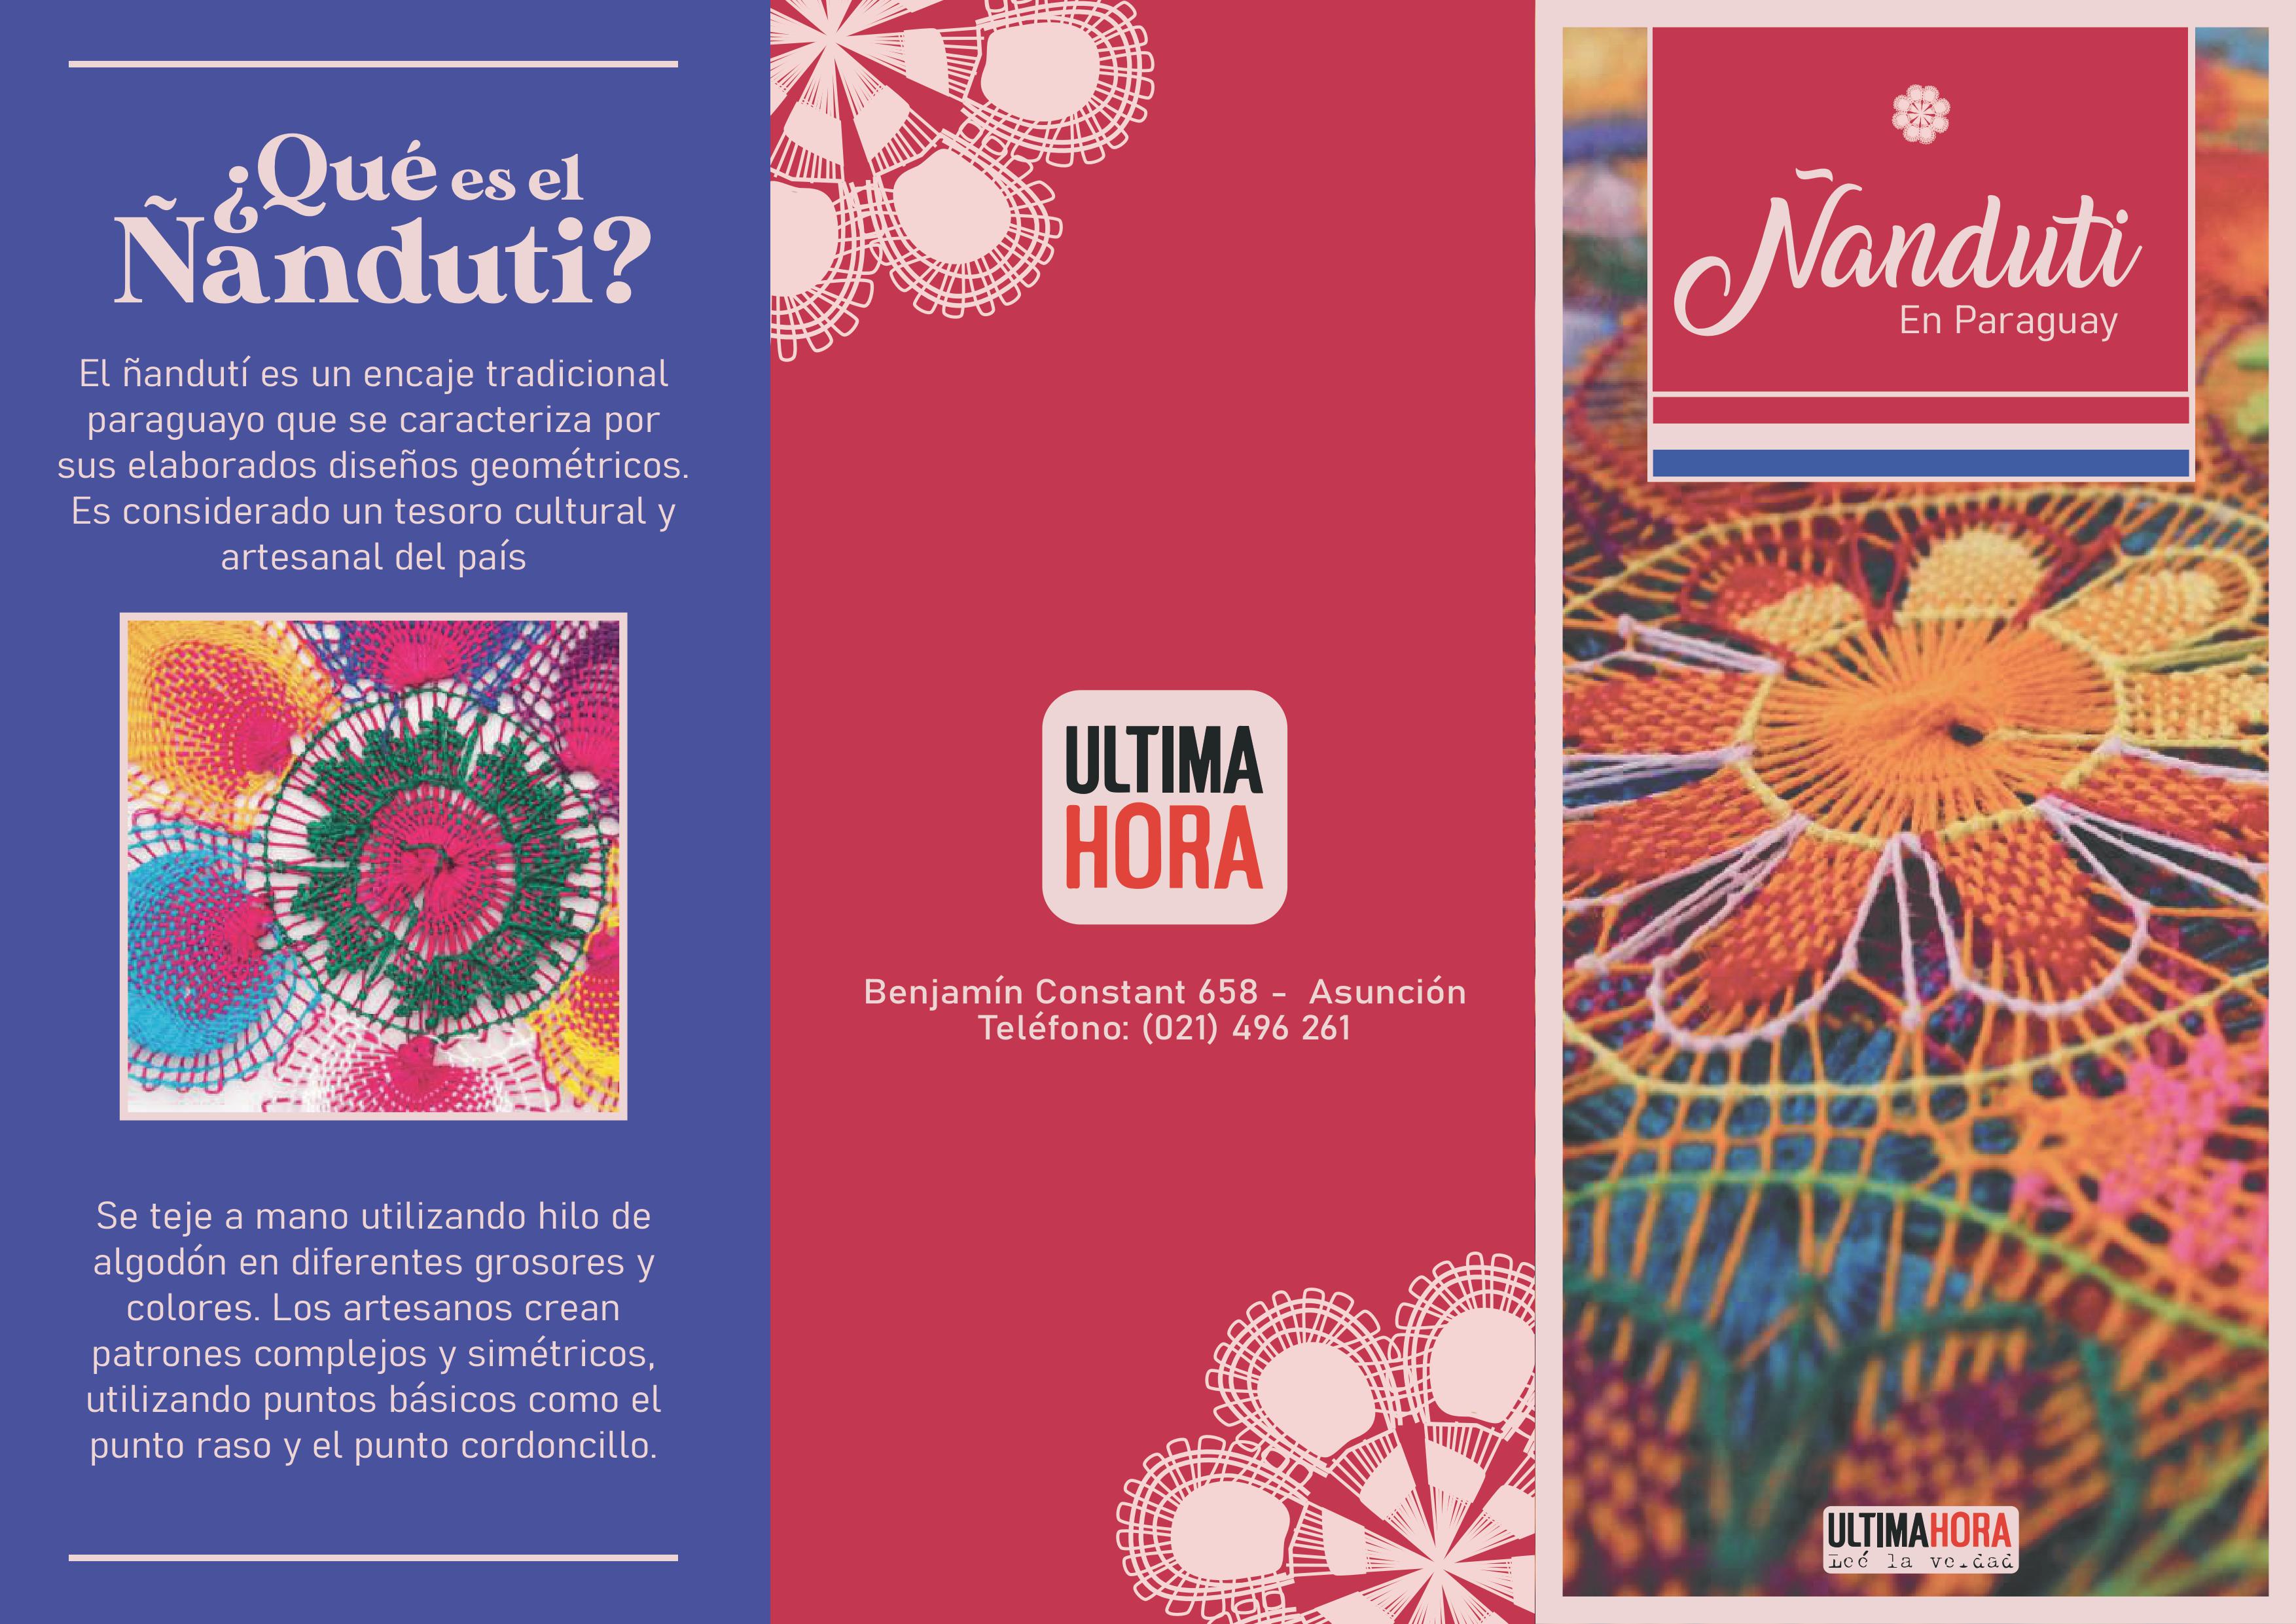 ¿Qué es el
Ñanduti?
El ñandutí es un encaje tradicional
paraguayo que se caracteriza por
sus elaborados diseños geométricos.
Es considerado un tesoro cultural y
artesanal del país
Se teje a mano utilizando hilo de
algodón en diferentes grosores y
colores. Los artesanos crean
patrones complejos y simétricos,
utilizando puntos básicos como el
punto raso y el punto cordoncillo.
ULTIMA
HORA
Benjamín Constant 658 - Asunción
Teléfono: (021) 496 261
Ñanduti
En Paraguay
ULTIMAHORA
Leé la verdad